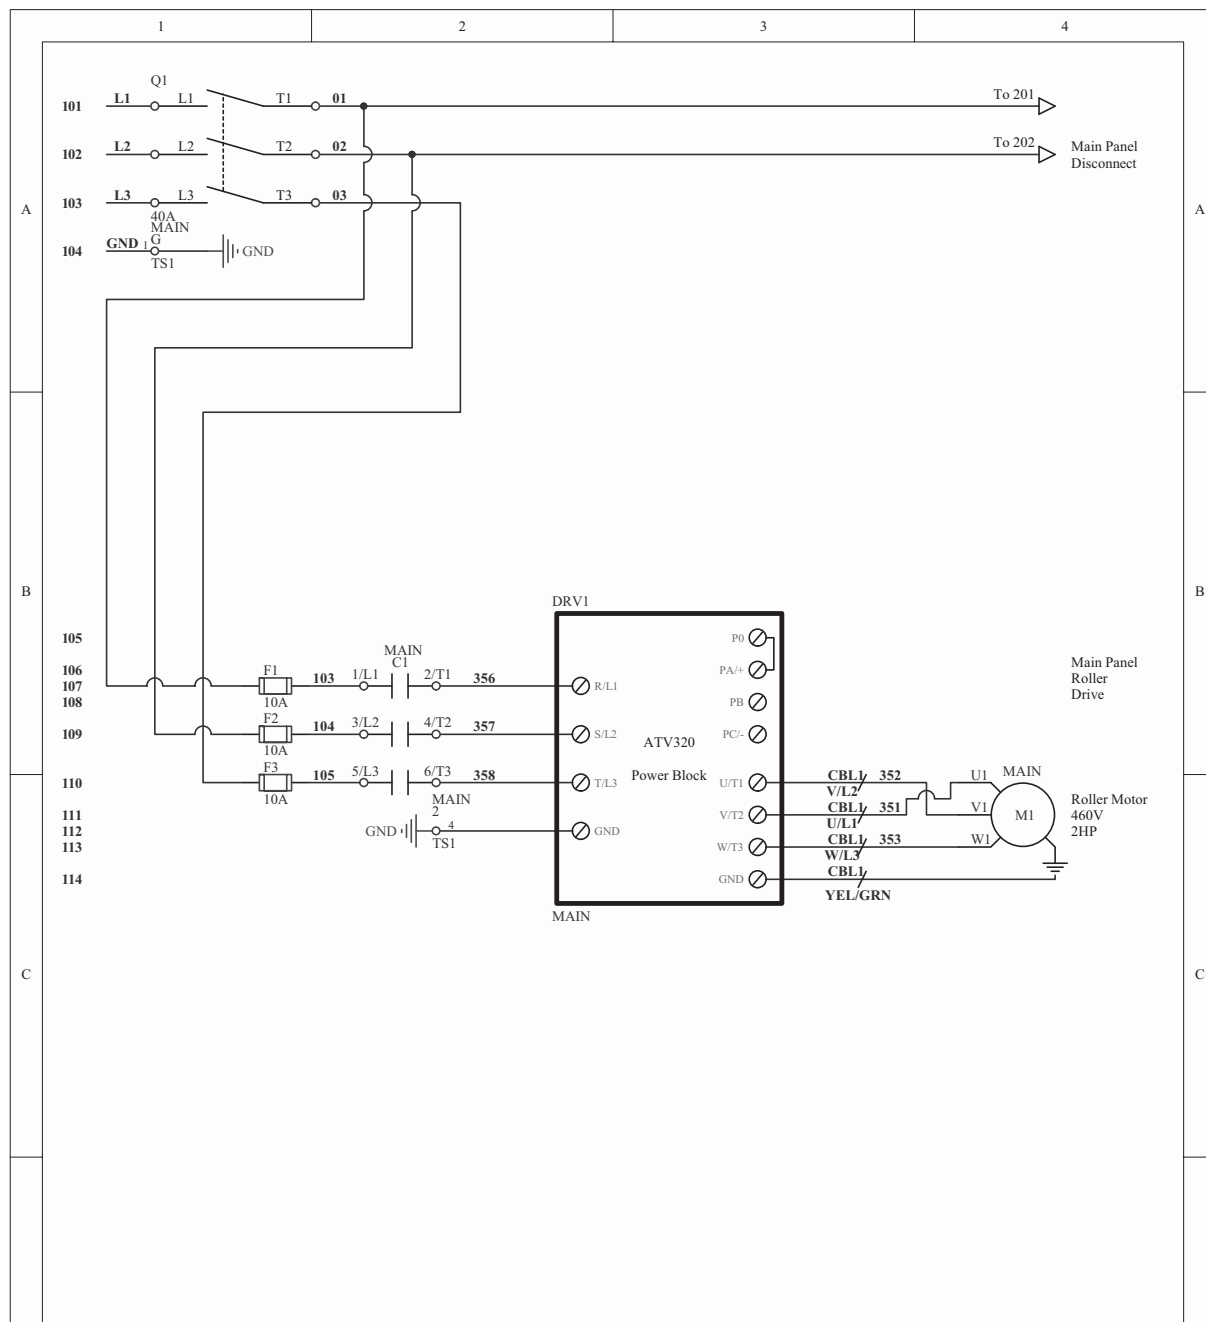 1 2 3 4
Q1
101 L1 L1 T1 01 To 201
102 L2 L2 T2 02 To 202 Main Panel
Disconnect
103 L3 L3 T3 03
A A
40A
MAIN
G
104 GND 1 GND
TS1
B B
DRV1
105 P0
MAIN
106 F1 C1 PA/+ Main Panel
107 103 1/L1 2/T1 356 R/L1 Roller
108 10A PB Drive
F2
109 104 3/L2 4/T2 357 S/L2 PC/-
10A
ATV320
F3
Power Block
110 105 5/L3 6/T3 358 T/L3 U/T1 CBL1 352 U1 MAIN
10A V/L2
MAIN
2
111 V/T2 CBL1 351 V1 M1 Roller Motor
U/L1 460V
112 GND 4 GND 2HP
TS1
113 W/T3 CBL1 353 W1
W/L3
114 GND CBL1
YEL/GRN
MAIN
C C